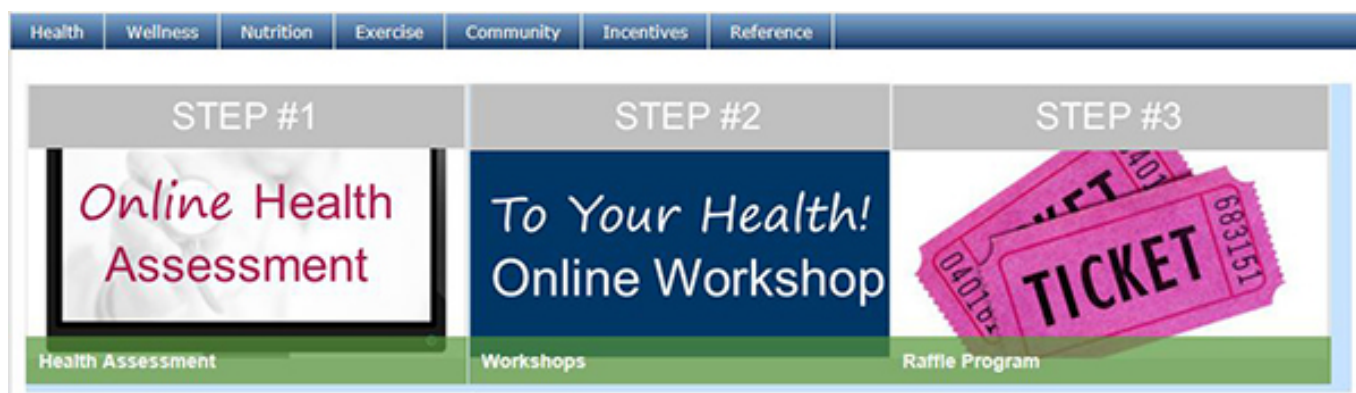 Health Wellness Nutrition Exercise Community Incentives Reference
STEP #1
Online Health
Assessment
Health Assessment
STEP #2
To Your Health!
Online Workshop
Workshops
STEP #3
TICKET
683151
Raffle Program